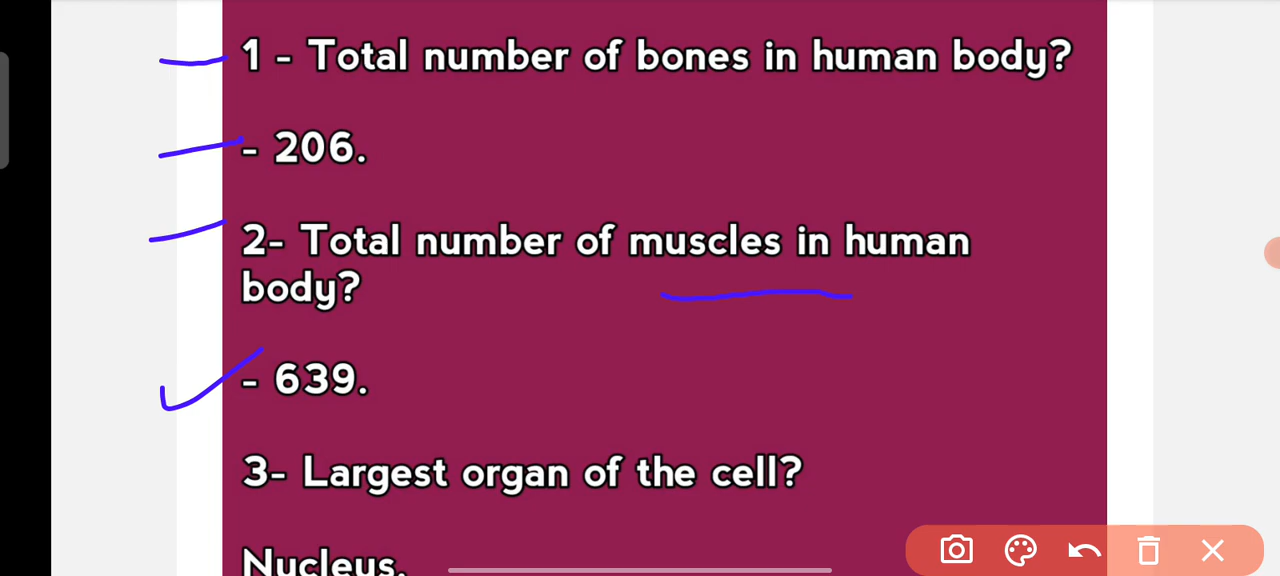 1 - Total number of bones in human body?
- 206.
2- Total number of muscles in human
body?
- 639.
3- Largest organ of the cell?
Nucleus.